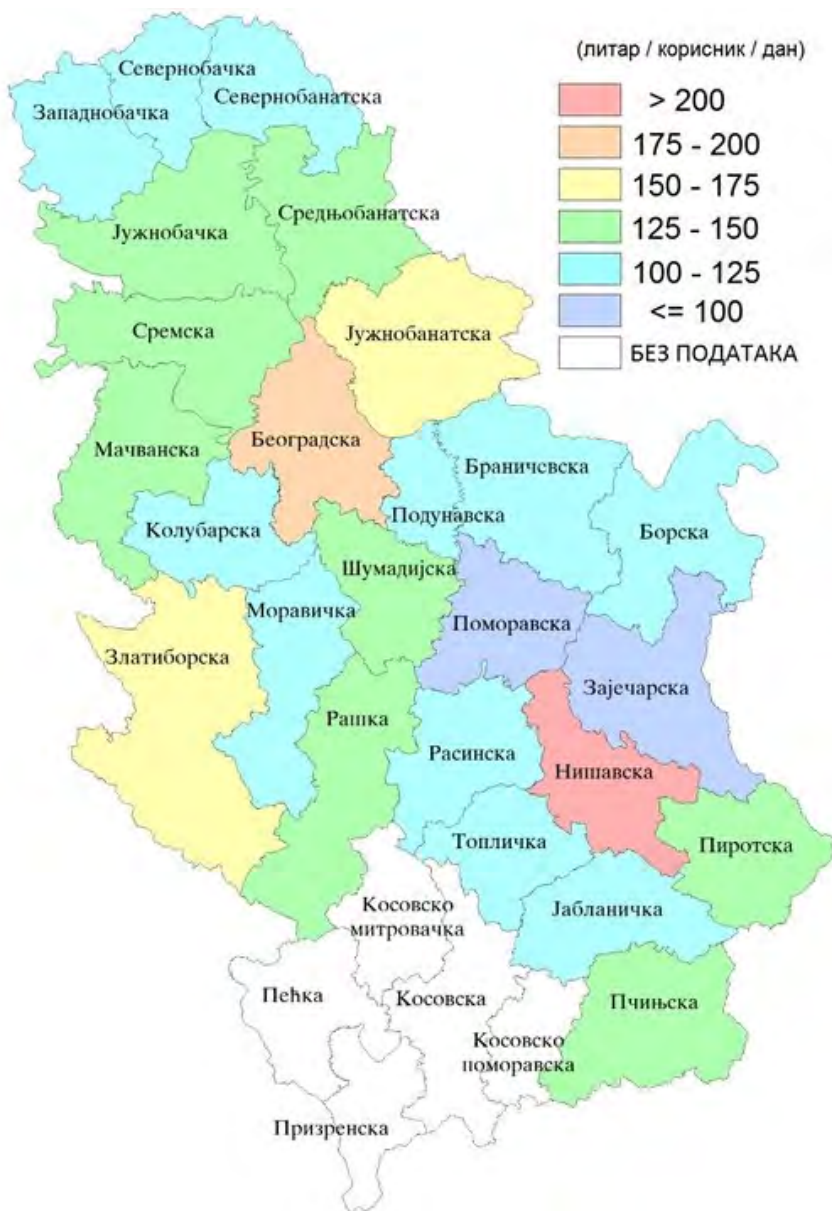 (литар / корисник / дан)
> 200
175 - 200
150 - 175
125 - 150
100 - 125
<= 100
БЕЗ ПОДАТАКА
Севернобачка
Западнобачка
Севернобанатска
Јужнобачка
Средњобанатска
Сремска
Јужнобанатска
Мачванска
Београдска
Браничевска
Колубарска
Подунавска
Борска
Шумадијска
Моравичка
Поморавска
Златиборска
Зајечарска
Рашка
Расинска
Нишавска
Топличка
Пиротска
Косовско
митровачка
Јабланичка
Пећка
Косовска
Пчињска
Косовско
поморавска
Призренска